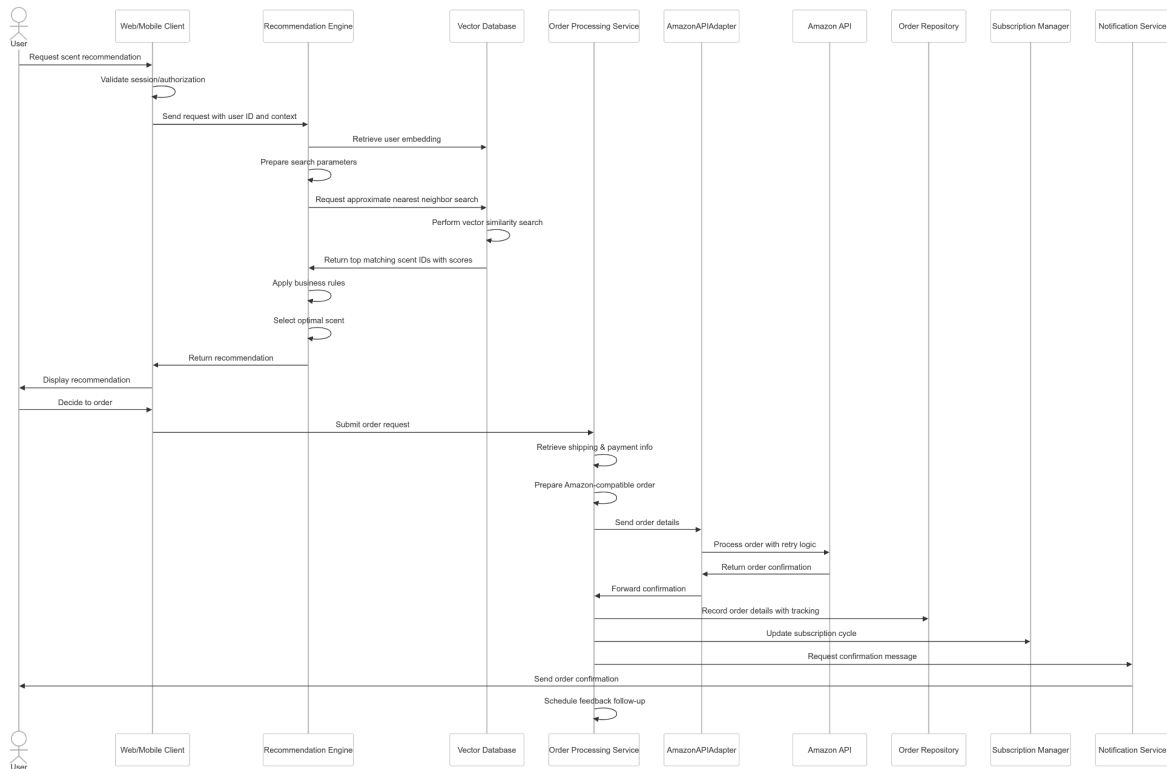 User
Web/Mobile Client
Recommendation Engine
Vector Database
Order Processing Service
AmazonAPIAdapter
Amazon API
Order Repository
Subscription Manager
Notification Service
Request scent recommendation
Validate session/authorization
Send request with user ID and context
Retrieve user embedding
Prepare search parameters
Request approximate nearest neighbor search
Perform vector similarity search
Return top matching scent IDs with scores
Apply business rules
Select optimal scent
Return recommendation
Display recommendation
Decide to order
Submit order request
Retrieve shipping & payment info
Prepare Amazon-compatible order
Send order details
Process order with retry logic
Return order confirmation
Forward confirmation
Record order details with tracking
Update subscription cycle
Request confirmation message
Send order confirmation
Schedule feedback follow-up
User
Web/Mobile Client
Recommendation Engine
Vector Database
Order Processing Service
AmazonAPIAdapter
Amazon API
Order Repository
Subscription Manager
Notification Service